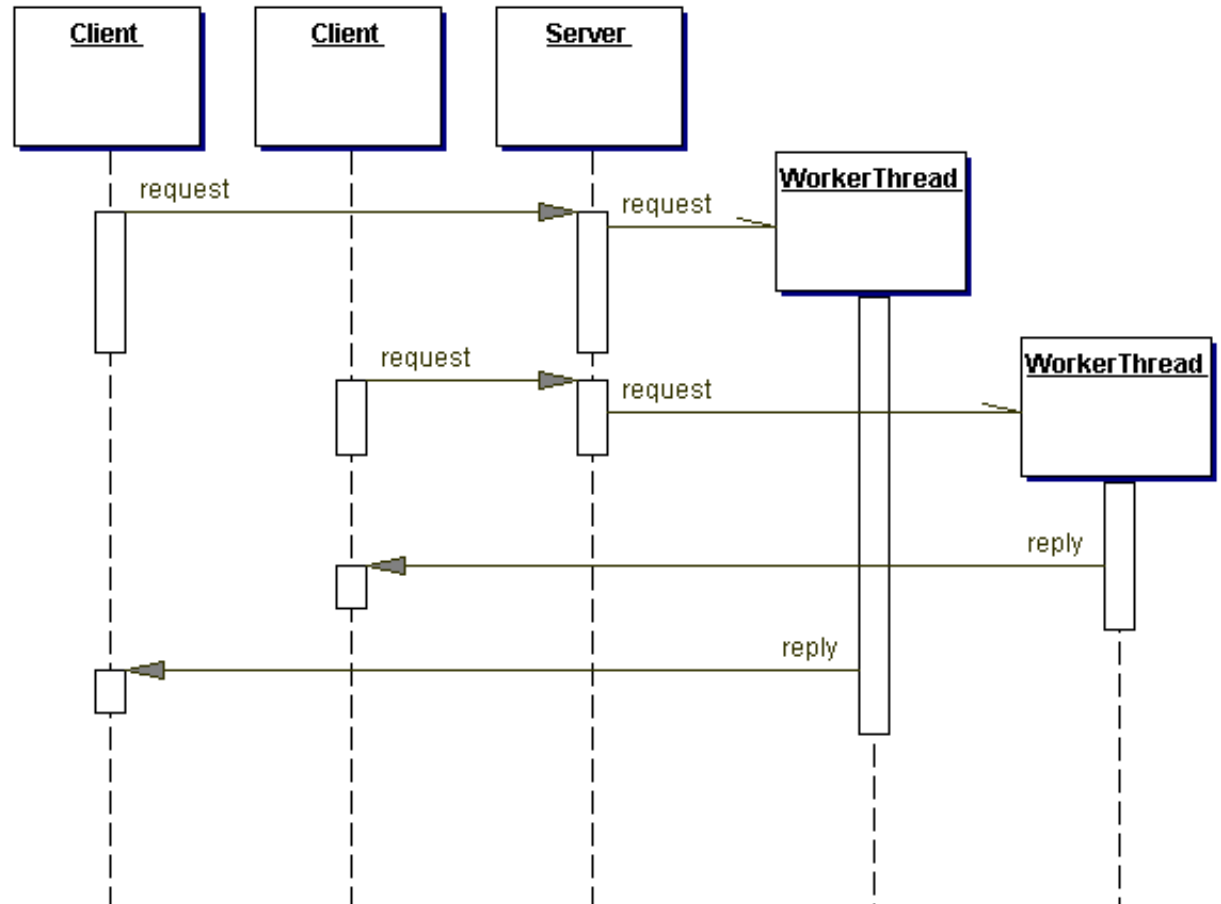 Client
Client
Server
WorkerThread
request
request
request
request
WorkerThread
reply
reply